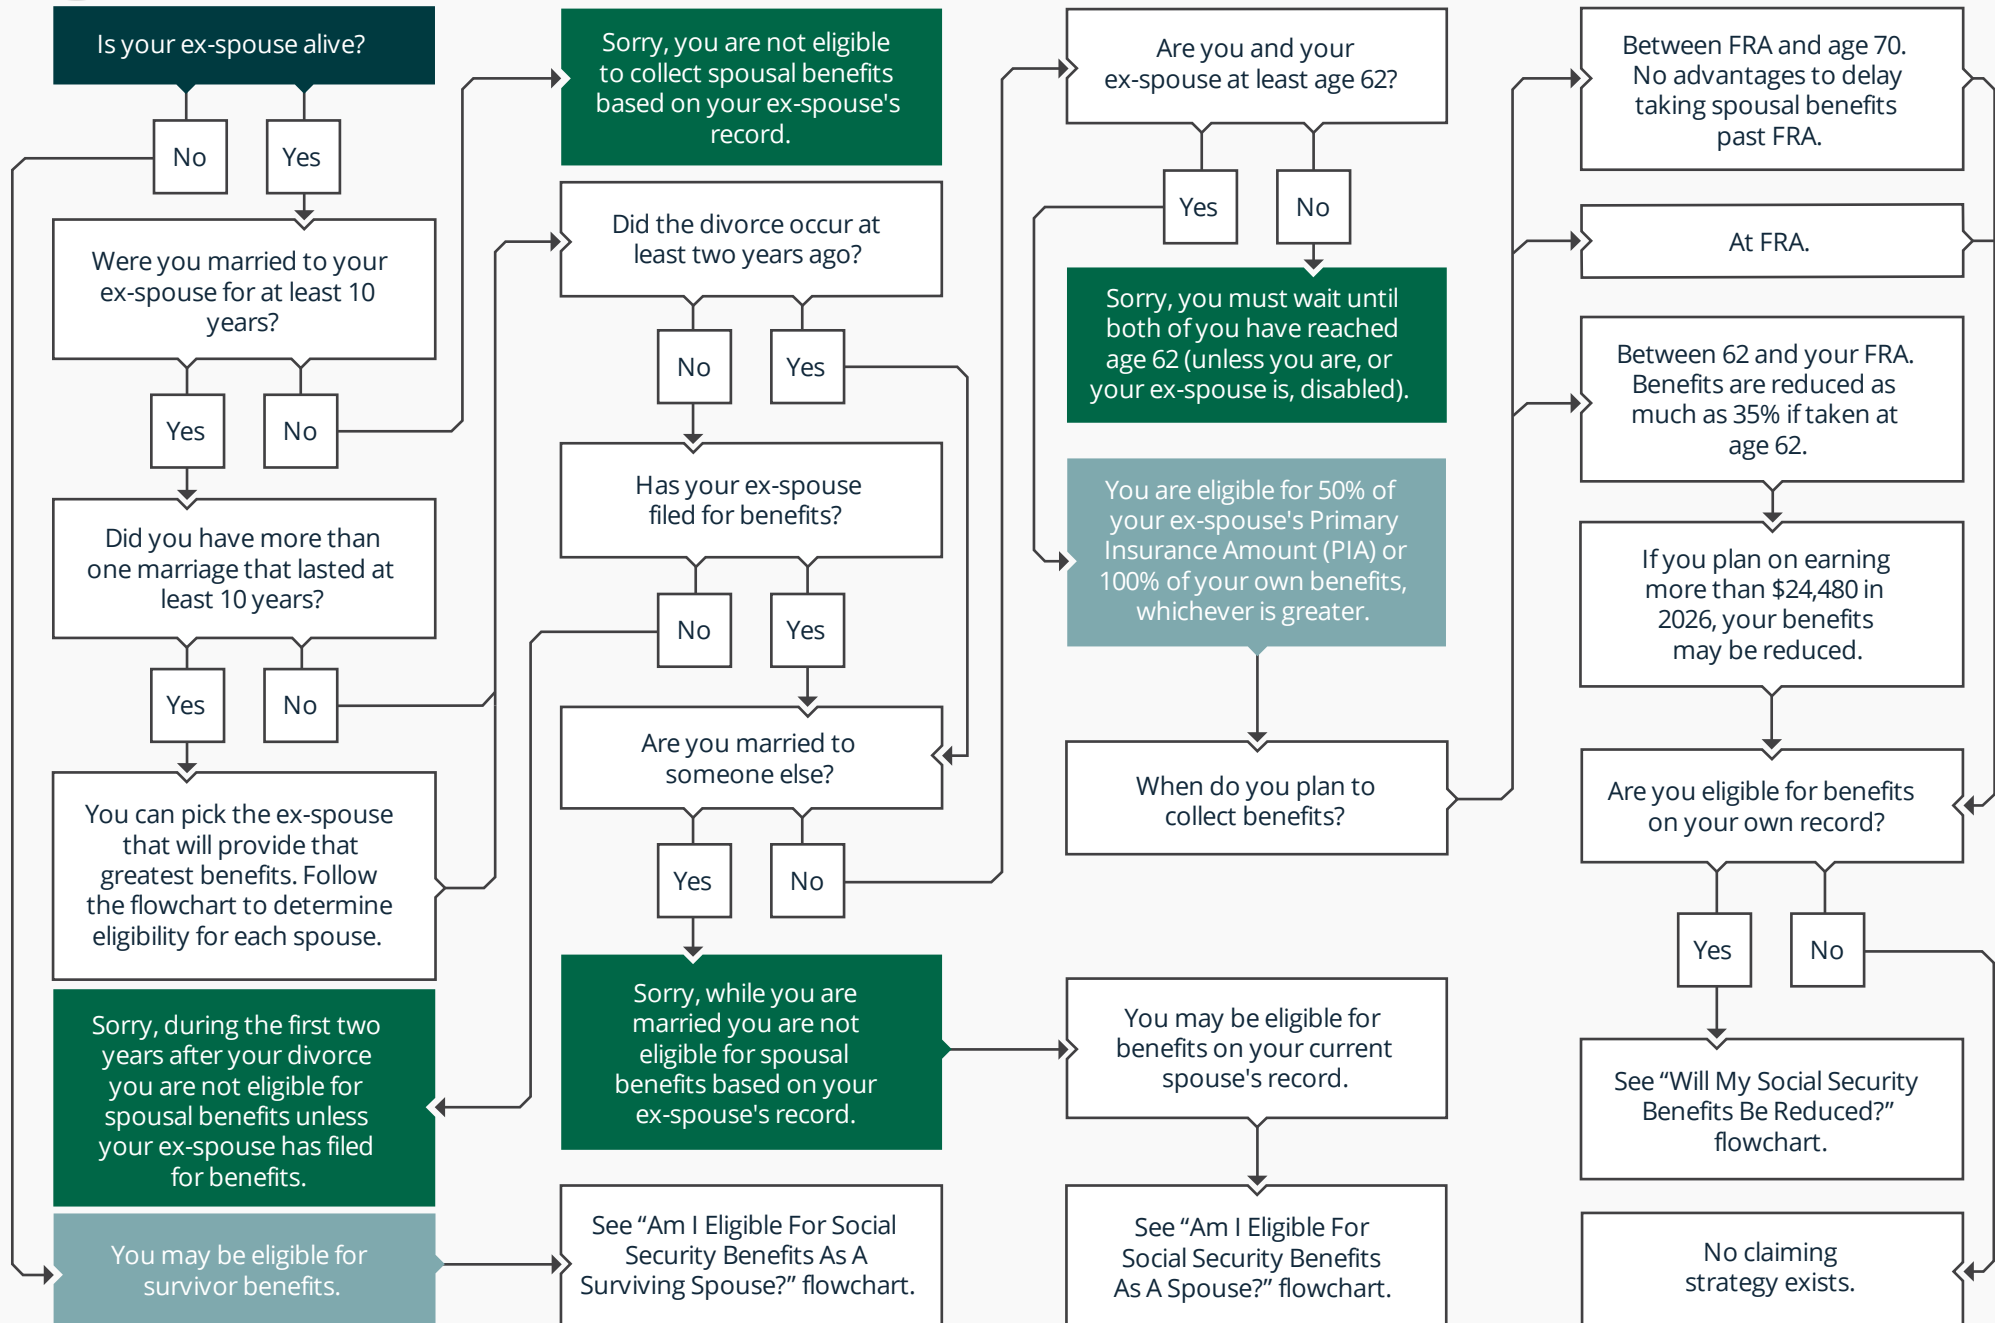 Is your ex-spouse alive?
No
Yes
Were you married to your
ex-spouse for at least 10
years?
Yes
No
Did you have more than
one marriage that lasted at
least 10 years?
Yes
No
You can pick the ex-spouse
that will provide that
greatest benefits. Follow
the flowchart to determine
eligibility for each spouse.
Sorry, during the first two
years after your divorce
you are not eligible for
spousal benefits unless
your ex-spouse has filed
for benefits.
You may be eligible for
survivor benefits.
Sorry, you are not eligible
to collect spousal benefits
based on your ex-spouse's
record.
Did the divorce occur at
least two years ago?
No
Yes
Has your ex-spouse
filed for benefits?
No
Yes
Are you married to
someone else?
Yes
No
Sorry, while you are
married you are not
eligible for spousal
benefits based on your
ex-spouse's record.
See “Am I Eligible For Social
Security Benefits As A
Surviving Spouse?” flowchart.
Are you and your
ex-spouse at least age 62?
Yes
No
Sorry, you must wait until
both of you have reached
age 62 (unless you are, or
your ex-spouse is, disabled).
You are eligible for 50% of
your ex-spouse's Primary
Insurance Amount (PIA) or
100% of your own benefits,
whichever is greater.
When do you plan to
collect benefits?
You may be eligible for
benefits on your current
spouse's record.
See “Am I Eligible For
Social Security Benefits
As A Spouse?” flowchart.
Between FRA and age 70.
No advantages to delay
taking spousal benefits
past FRA.
At FRA.
Between 62 and your FRA.
Benefits are reduced as
much as 35% if taken at
age 62.
If you plan on earning
more than $24,480 in
2026, your benefits
may be reduced.
Are you eligible for benefits
on your own record?
Yes
No
See “Will My Social Security
Benefits Be Reduced?”
flowchart.
No claiming
strategy exists.